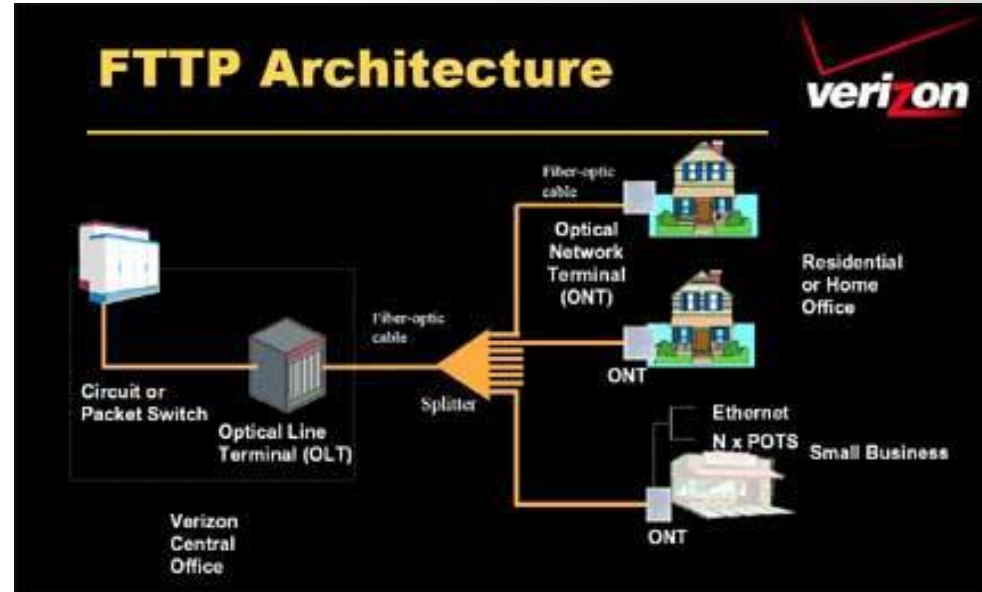 FTTP Architecture
verizon
Fiber-optic
cable
Optical
Network
Terminal
(ONT)
Residential
or Home
Office
Fiber-optic
cable
Circuit or
Packet Switch
Optical Line
Terminal (OLT)
Splitter
ONT
Ethernet
N x POTS
Small Business
ONT
Verizon
Central
Office